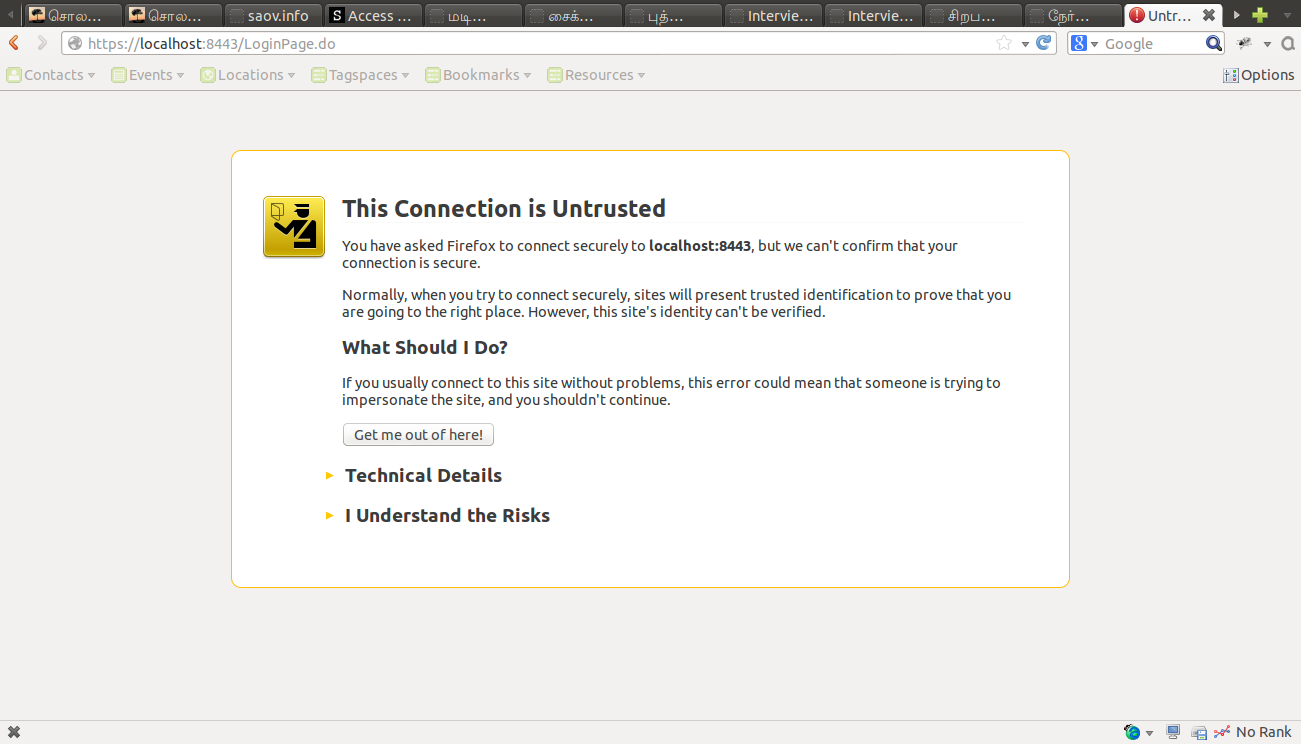 சொல... சொல... saov.info S Access ... மடி... சைக்... புத்... Intervie... Intervie... சிறப... நேர்... Untr...
https://localhost:8443/LoginPage.do 8 Google
Contacts Events Locations Tagspaces Bookmarks Resources Options
This Connection is Untrusted
You have asked Firefox to connect securely to localhost:8443, but we can't confirm that your
connection is secure.
Normally, when you try to connect securely, sites will present trusted identification to prove that you
are going to the right place. However, this site's identity can't be verified.
What Should I Do?
If you usually connect to this site without problems, this error could mean that someone is trying to
impersonate the site, and you shouldn't continue.
Get me out of here!
Technical Details
I Understand the Risks
No Rank